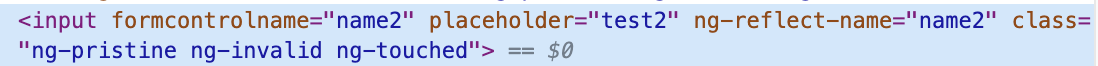 <input formcontrolname="name2" placeholder="test2" ng-reflect-name="name2" class=
"ng-pristine ng-invalid ng-touched"> == $0